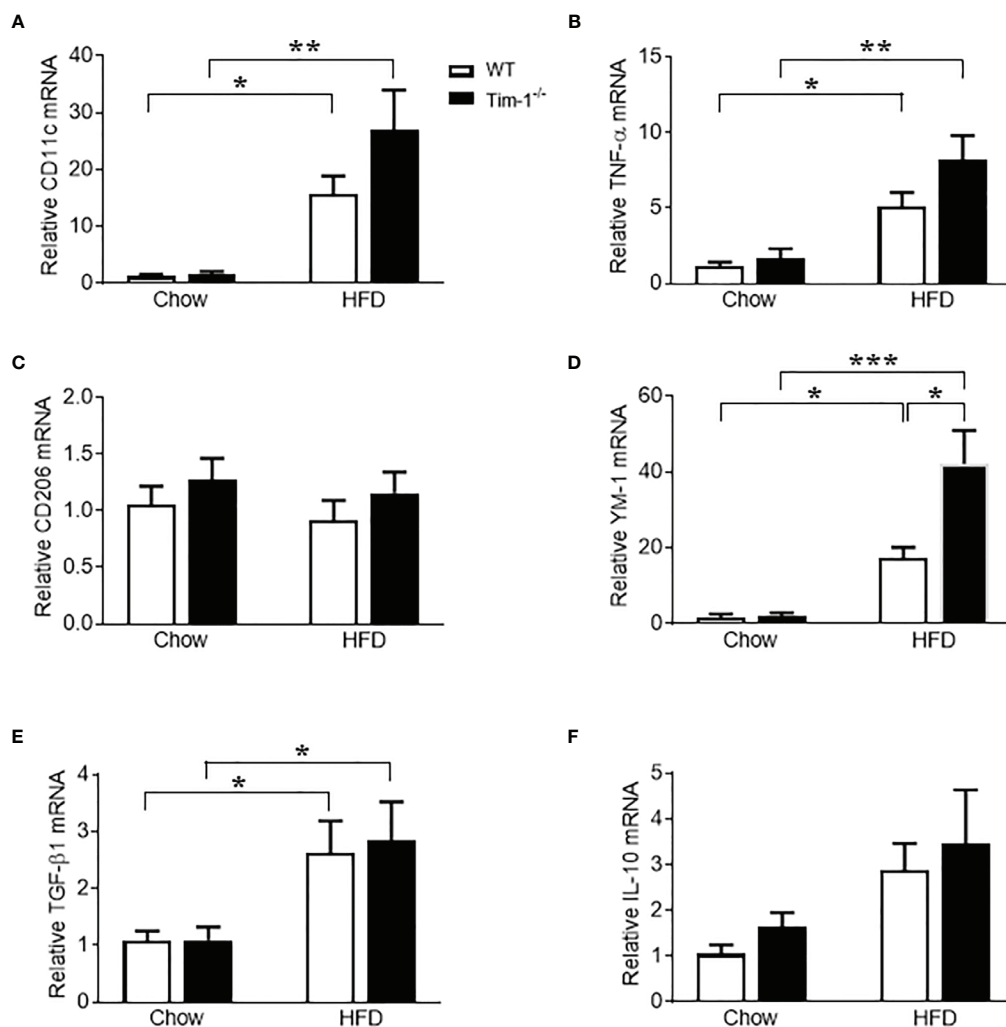 A
Relative CD11c mRNA
40
30
20
10
0
*
**
Chow
HFD
WT
Tim-1-/-
B
Relative TNF-α mRNA
15
10
5
0
*
**
Chow
HFD
C
Relative CD206 mRNA
2.0
1.5
1.0
0.5
0.0
Chow
HFD
D
Relative YM-1 mRNA
60
40
20
0
***
*
*
Chow
HFD
E
Relative TGF-β1 mRNA
4
3
2
1
0
*
*
Chow
HFD
F
Relative IL-10 mRNA
5
4
3
2
1
0
Chow
HFD